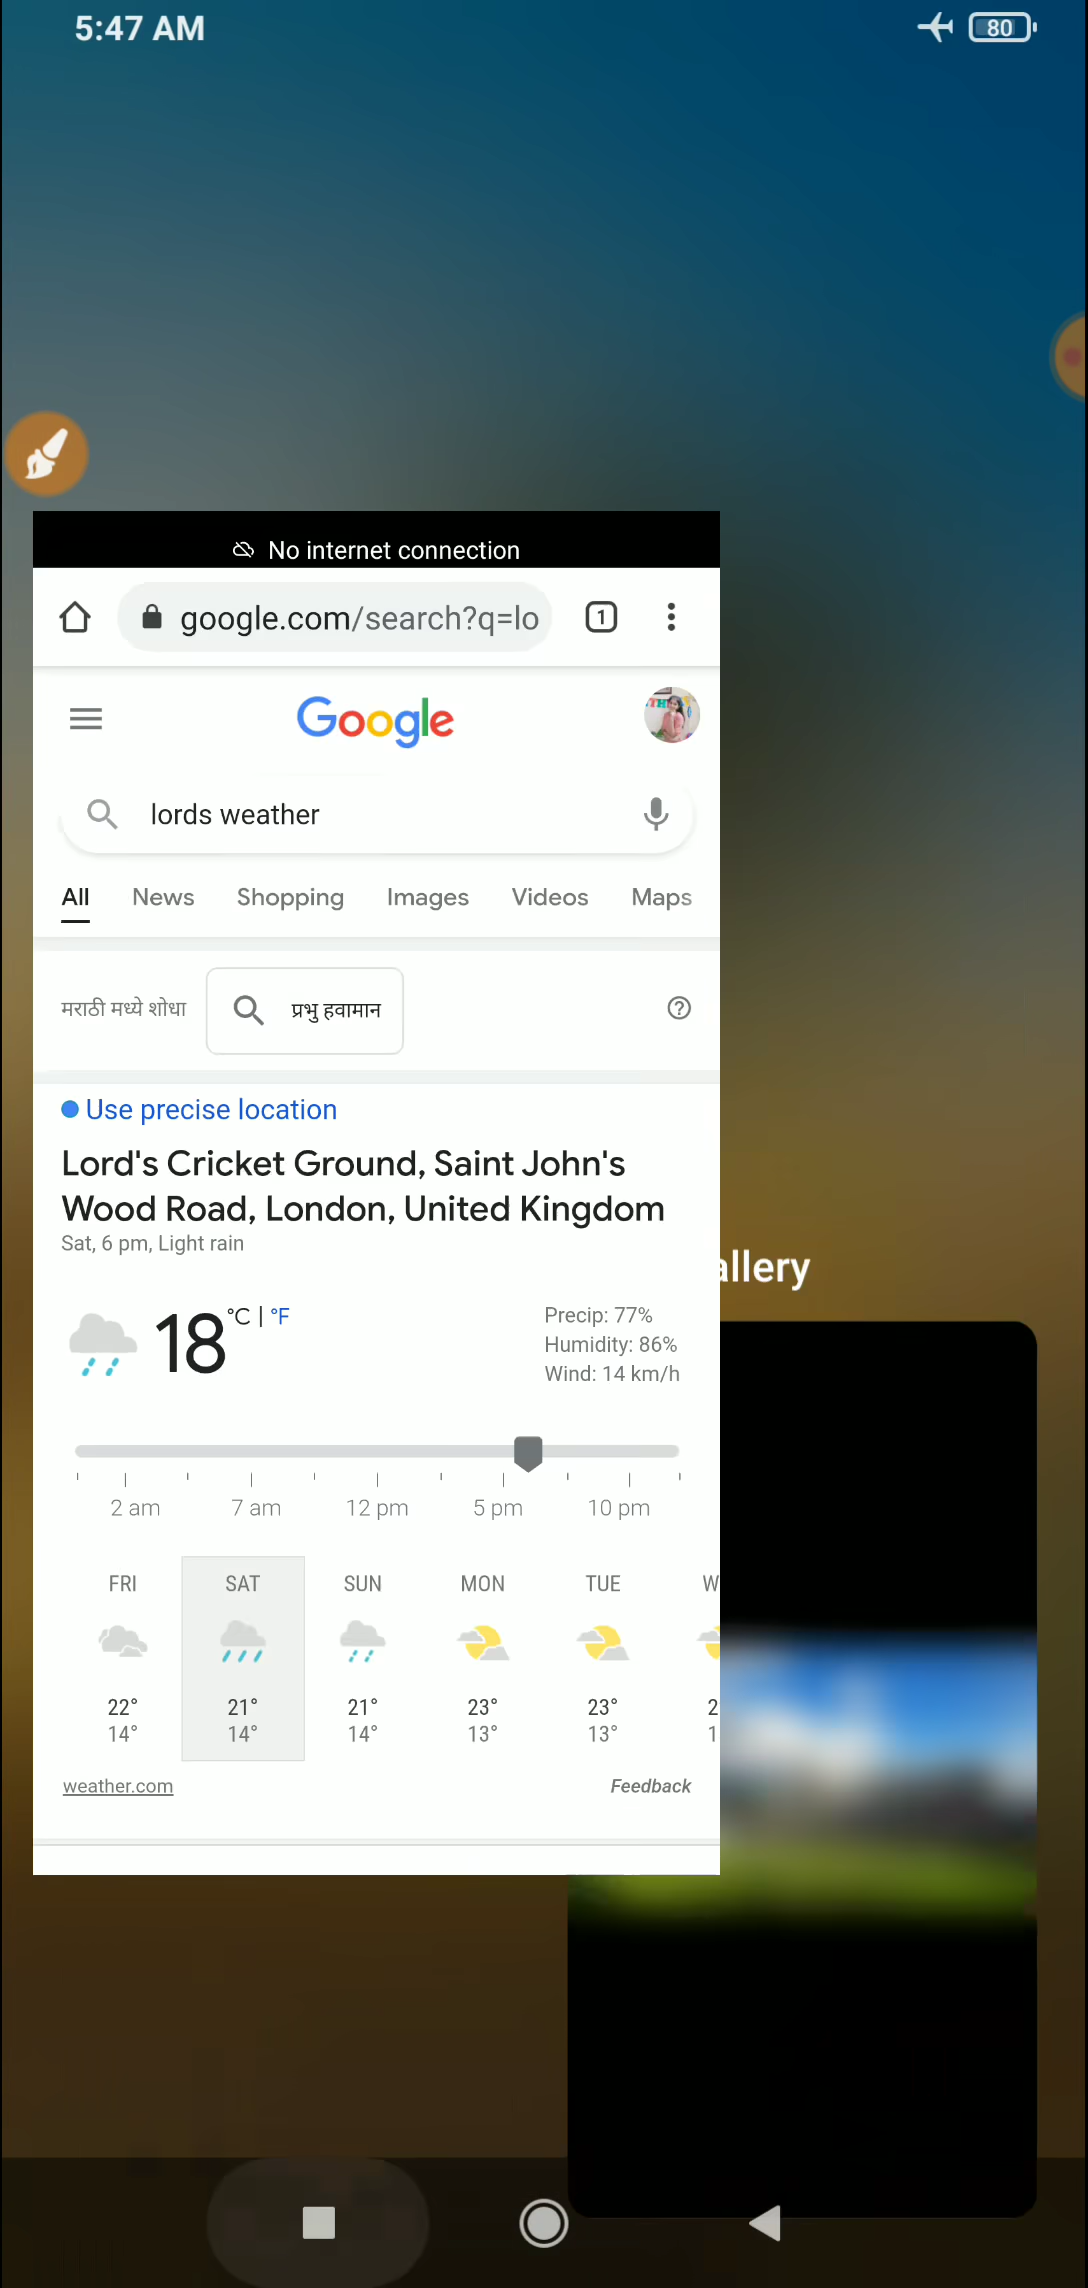 5:47 AM
80
No internet connection
google.com/search?q=lo
1
Google
lords weather
All News Shopping Images Videos Maps
मराठी मध्ये शोधा
प्रभु हवामान
Use precise location
Lord's Cricket Ground, Saint John's
Wood Road, London, United Kingdom
Sat, 6 pm, Light rain
18 °C | °F
Precip: 77%
Humidity: 86%
Wind: 14 km/h
allery
2 am 7 am 12 pm 5 pm 10 pm
FRI SAT SUN MON TUE W
22° 21° 21° 23° 23° 2
14° 14° 14° 13° 13° 1
weather.com Feedback